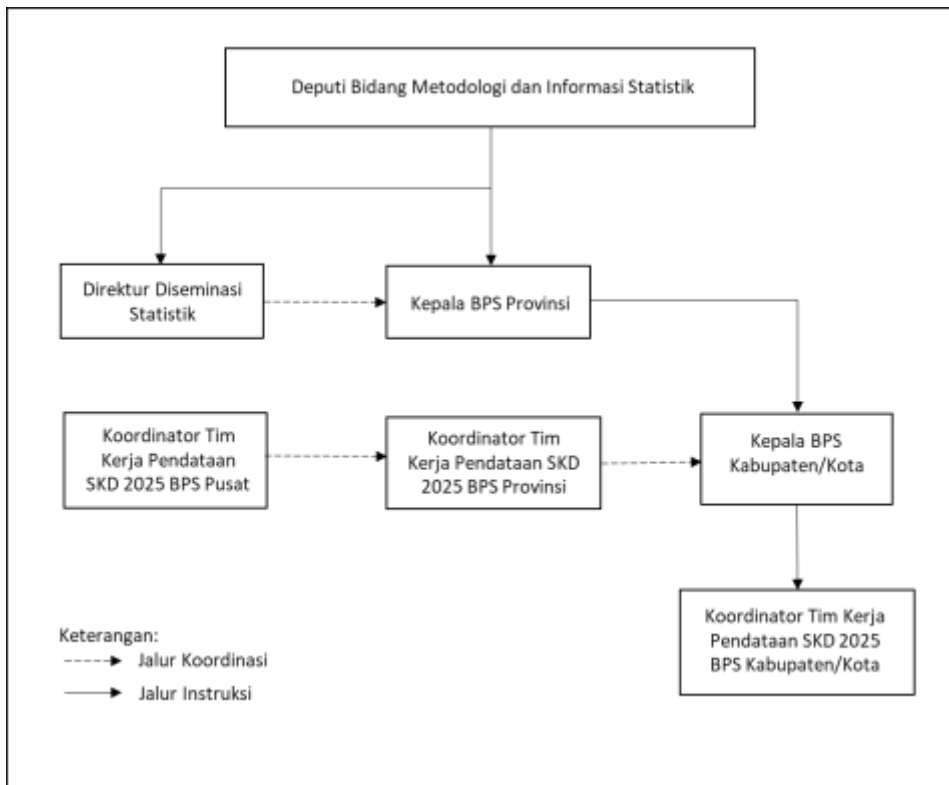 Deputi Bidang Metodologi dan Informasi Statistik
Direktur Diseminasi
Statistik
Kepala BPS Provinsi
Koordinator Tim
Kerja Pendataan
SKD 2025 BPS Pusat
Koordinator Tim
Kerja Pendataan SKD
2025 BPS Provinsi
Kepala BPS
Kabupaten/Kota
Koordinator Tim Kerja
Pendataan SKD 2025
BPS Kabupaten/Kota
Keterangan:
Jalur Koordinasi
Jalur Instruksi